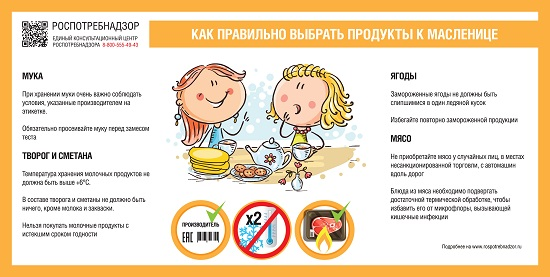 РОСПОТРЕБНАДЗОР
ЕДИНЫЙ КОНСУЛЬТАЦИОННЫЙ ЦЕНТР
РОСПОТРЕБНАДЗОРА 8-800-555-49-43
КАК ПРАВИЛЬНО ВЫБРАТЬ ПРОДУКТЫ К МАСЛЕНИЦЕ
МУКА
При хранении муки очень важно соблюдать
условия, указанные производителем на
этикетке.
Обязательно просеивайте муку перед замесом
теста
ТВОРОГ И СМЕТАНА
Температура хранения молочных продуктов не
должна быть выше +6°С.
В составе творога и сметаны не должно быть
ничего, кроме молока и закваски.
Нельзя покупать молочные продукты с
истекшим сроком годности
ПРОИЗВОДИТЕЛЬ
EAC
x2
ЯГОДЫ
Замороженные ягоды не должны быть
слипшимися в один ледяной кусок
Избегайте повторно замороженной продукции
МЯСО
Не приобретайте мясо у случайных лиц, в местах
несанкционированной торговли, с автомашин
вдоль дорог
Блюда из мяса необходимо подвергать
достаточной термической обработке, чтобы
избавить его от микрофлоры, вызывающей
кишечные инфекции
Подробнее на www.rospotrebnadzor.ru